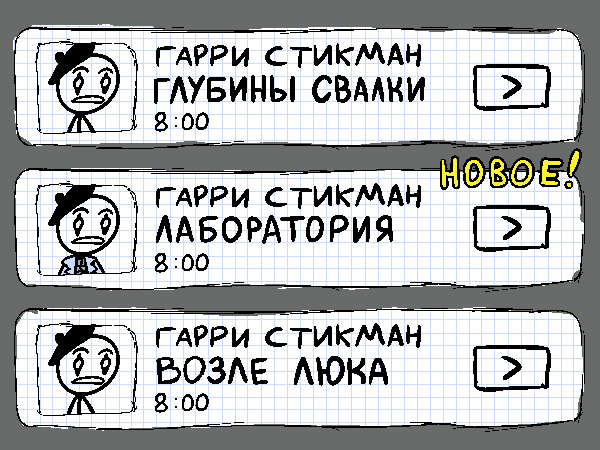 ГАРРИ СТИКМАН
ГЛУБИНЫ СВАЛКИ
8:00
>
НОВОЕ!
ГАРРИ СТИКМАН
ЛАБОРАТОРИЯ
8:00
>
ГАРРИ СТИКМАН
ВОЗЛЕ ЛЮКА
8:00
>